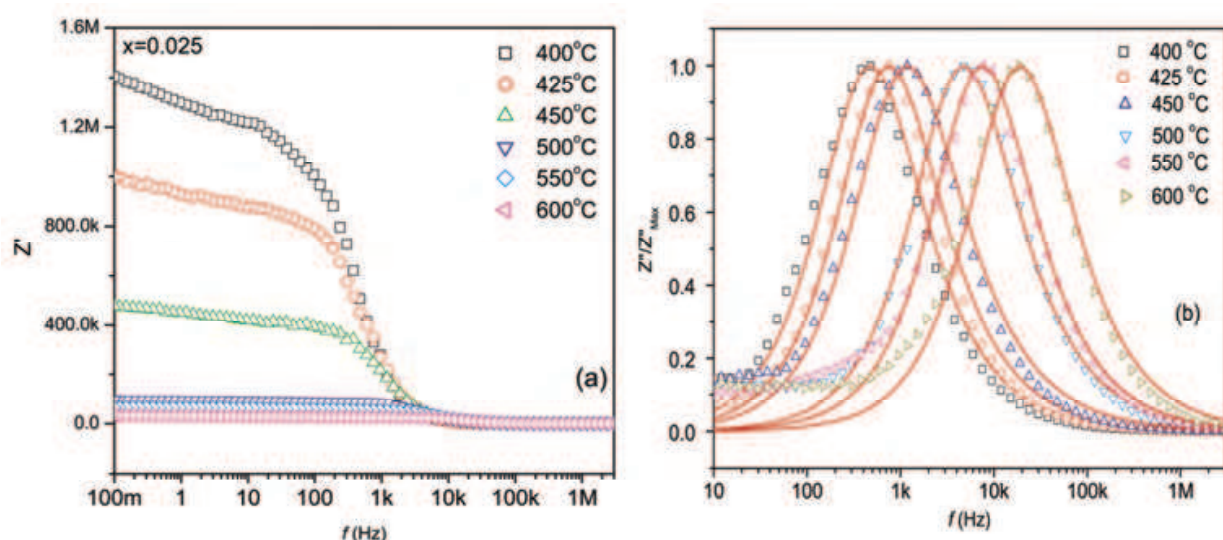 1.6M
x=0.025
400°C
425°C
450°C
500°C
550°C
600°C
1.2M
800.0k
400.0k
0.0
Z'
(a)
100m 1 10 100 1k 10k 100k 1M
f (Hz)
400 °C
425 °C
450 °C
500 °C
550 °C
600 °C
1.0
0.8
0.6
0.4
0.2
0.0
Z''/Z''Max
(b)
10 100 1k 10k 100k 1M
f (Hz)